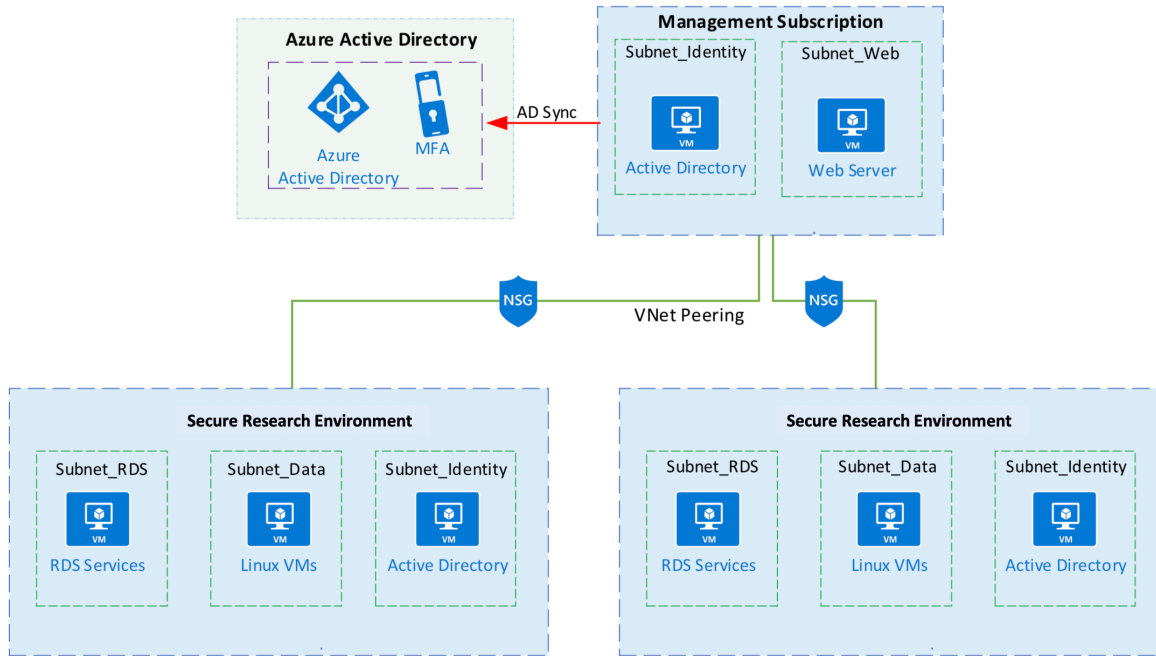 Azure Active Directory
Azure
Active Directory
MFA
AD Sync
Management Subscription
Subnet_Identity
VM
Active Directory
Subnet_Web
VM
Web Server
NSG
NSG
VNet Peering
Secure Research Environment
Subnet_RDS
VM
RDS Services
Subnet_Data
VM
Linux VMs
Subnet_Identity
VM
Active Directory
Secure Research Environment
Subnet_RDS
VM
RDS Services
Subnet_Data
VM
Linux VMs
Subnet_Identity
VM
Active Directory